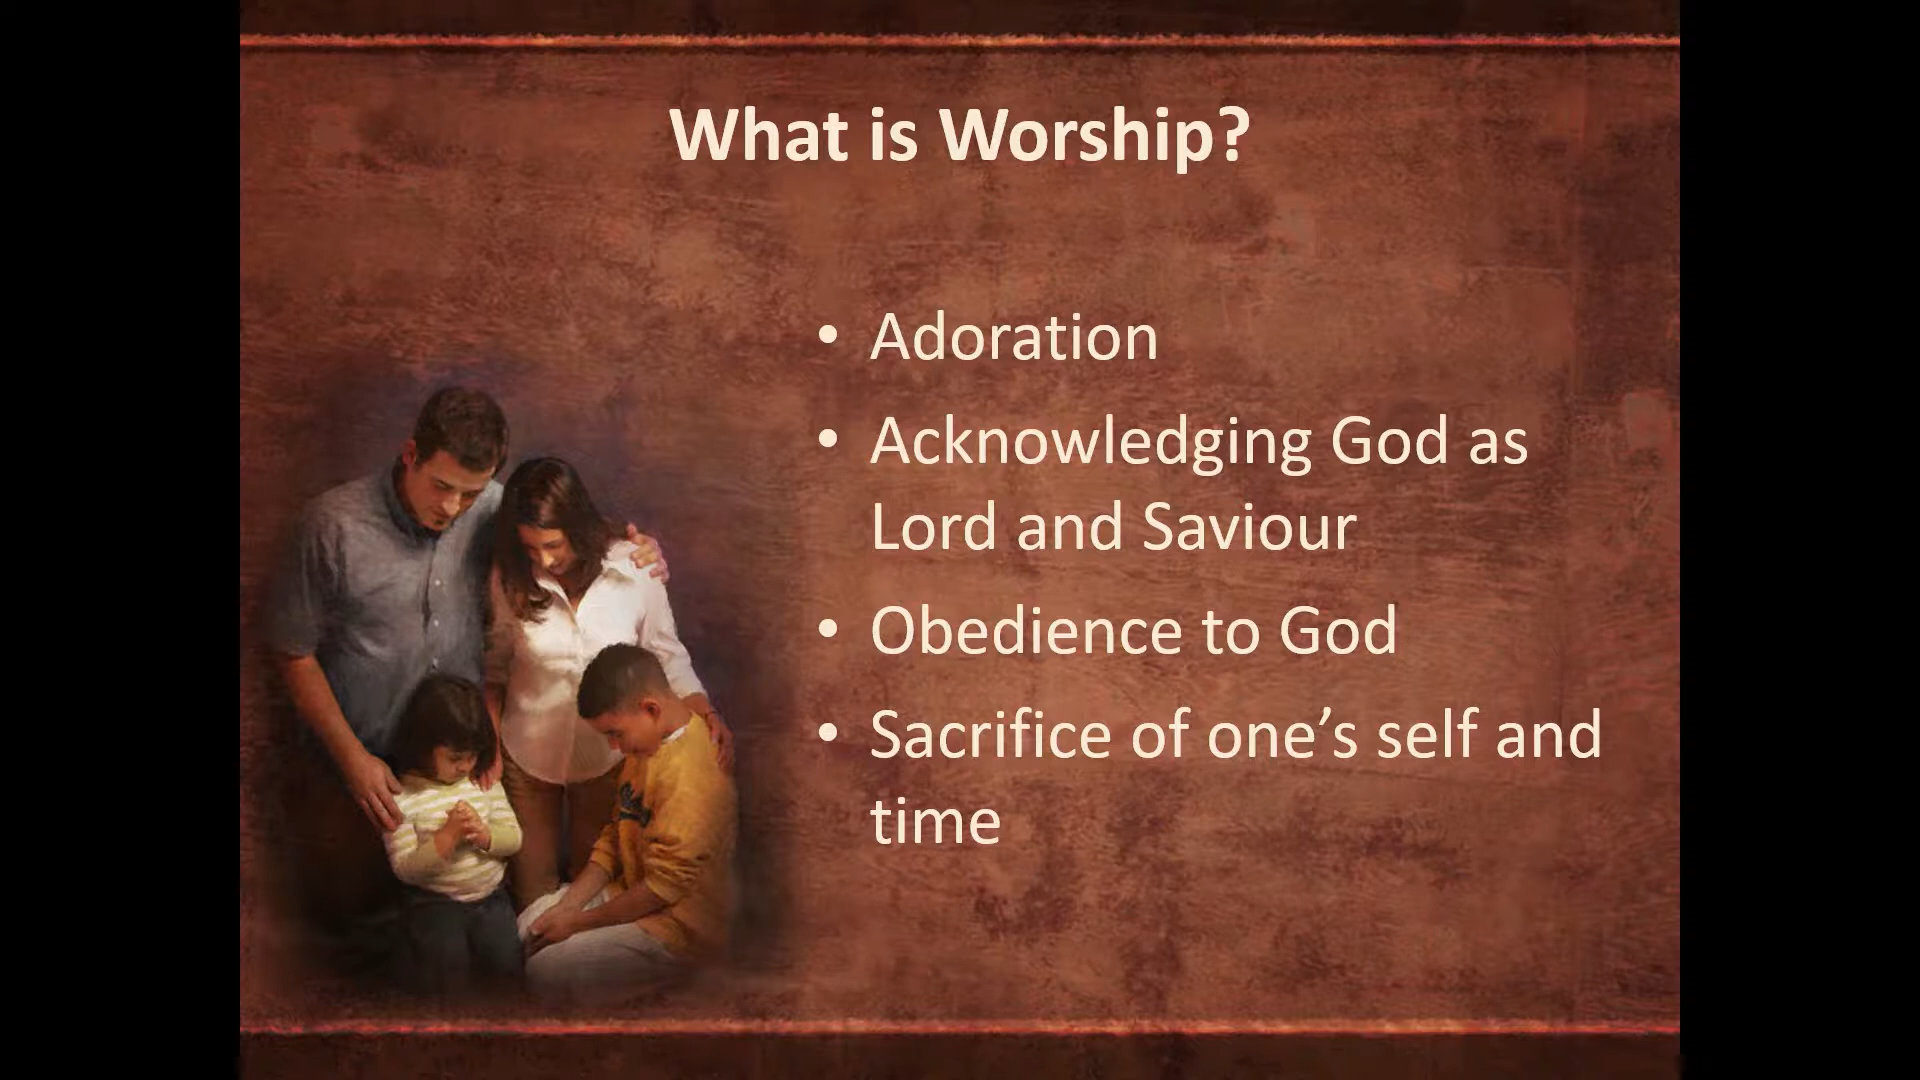 What is Worship?
• Adoration
• Acknowledging God as
Lord and Saviour
• Obedience to God
• Sacrifice of one’s self and
time